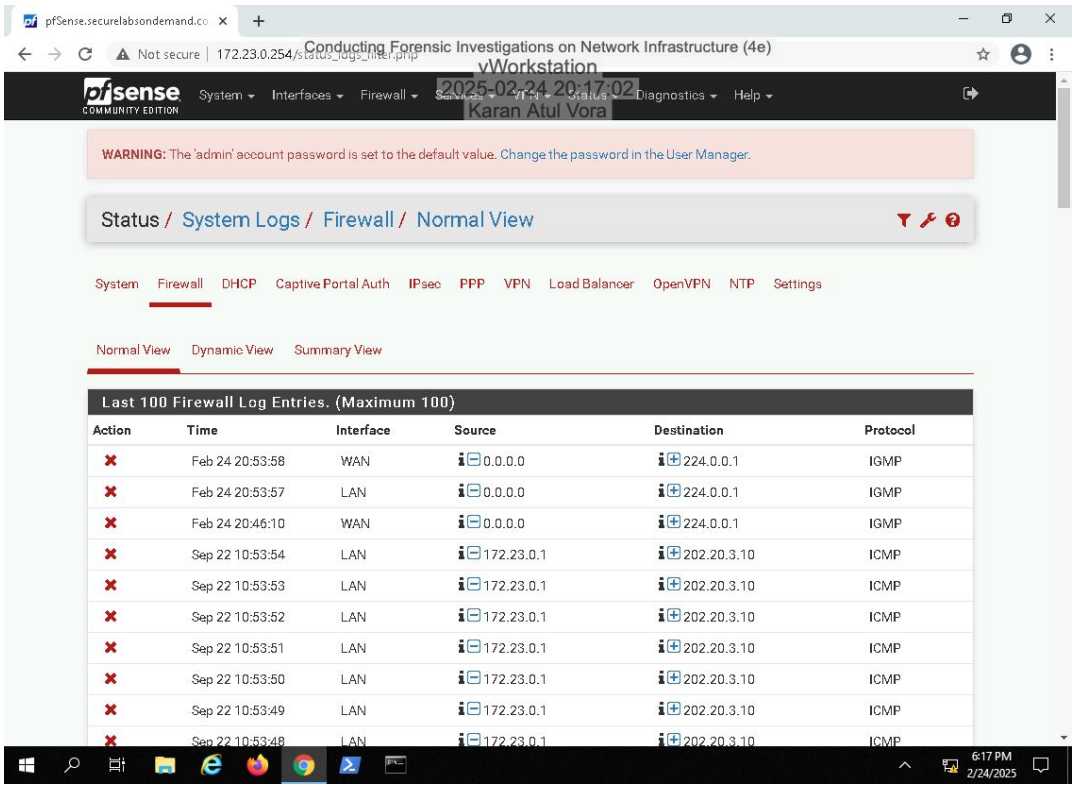 pfSense.securelabsondemand.co
Not secure | 172.23.0.254/status_logs_filter.php
Conducting Forensic Investigations on Network Infrastructure (4e)
vWorkstation
2025-02-24 20:17:02
Karan Atul Vora
pfsense
COMMUNITY EDITION
System Interfaces Firewall Services VPN Status Diagnostics Help
WARNING: The 'admin' account password is set to the default value. Change the password in the User Manager.
Status / System Logs / Firewall / Normal View
System Firewall DHCP Captive Portal Auth IPsec PPP VPN Load Balancer OpenVPN NTP Settings
Normal View Dynamic View Summary View
Last 100 Firewall Log Entries. (Maximum 100)
Action Time Interface Source Destination Protocol
Feb 24 20:53:58 WAN 0.0.0.0 224.0.0.1 IGMP
Feb 24 20:53:57 LAN 0.0.0.0 224.0.0.1 IGMP
Feb 24 20:46:10 WAN 0.0.0.0 224.0.0.1 IGMP
Sep 22 10:53:54 LAN 172.23.0.1 202.20.3.10 ICMP
Sep 22 10:53:53 LAN 172.23.0.1 202.20.3.10 ICMP
Sep 22 10:53:52 LAN 172.23.0.1 202.20.3.10 ICMP
Sep 22 10:53:51 LAN 172.23.0.1 202.20.3.10 ICMP
Sep 22 10:53:50 LAN 172.23.0.1 202.20.3.10 ICMP
Sep 22 10:53:49 LAN 172.23.0.1 202.20.3.10 ICMP
Sep 22 10:53:48 LAN 172.23.0.1 202.20.3.10 ICMP
6:17 PM
2/24/2025